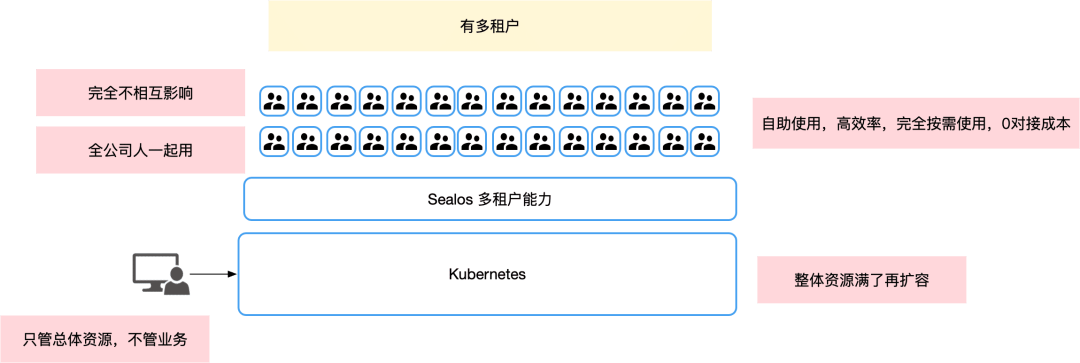 有多租户
完全不相互影响
全公司人一起用
自助使用，高效率，完全按需使用，0对接成本
Sealos 多租户能力
Kubernetes
整体资源满了再扩容
只管总体资源，不管业务